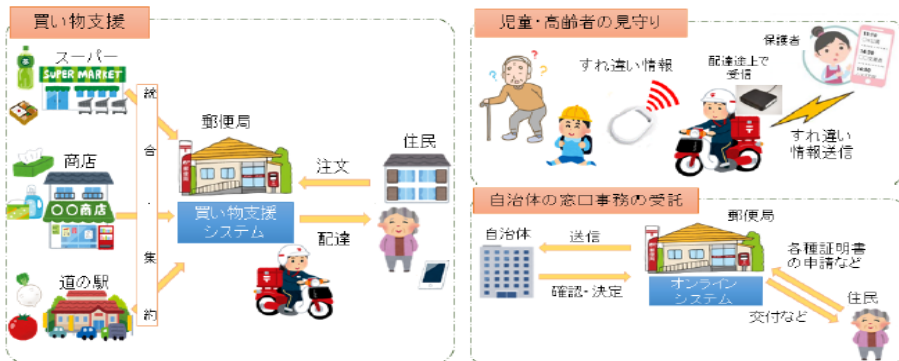 買い物支援
スーパー
SUPER MARKET
商店
〇〇商店
道の駅
統
合
・
集
約
郵便局
買い物支援
システム
注文
配達
住民
児童・高齢者の見守り
すれ違い情報
配達途上で
受信
保護者
すれ違い
情報送信
自治体の窓口事務の受託
自治体
送信
確認・決定
郵便局
オンライン
システム
各種証明書
の申請など
交付など
住民